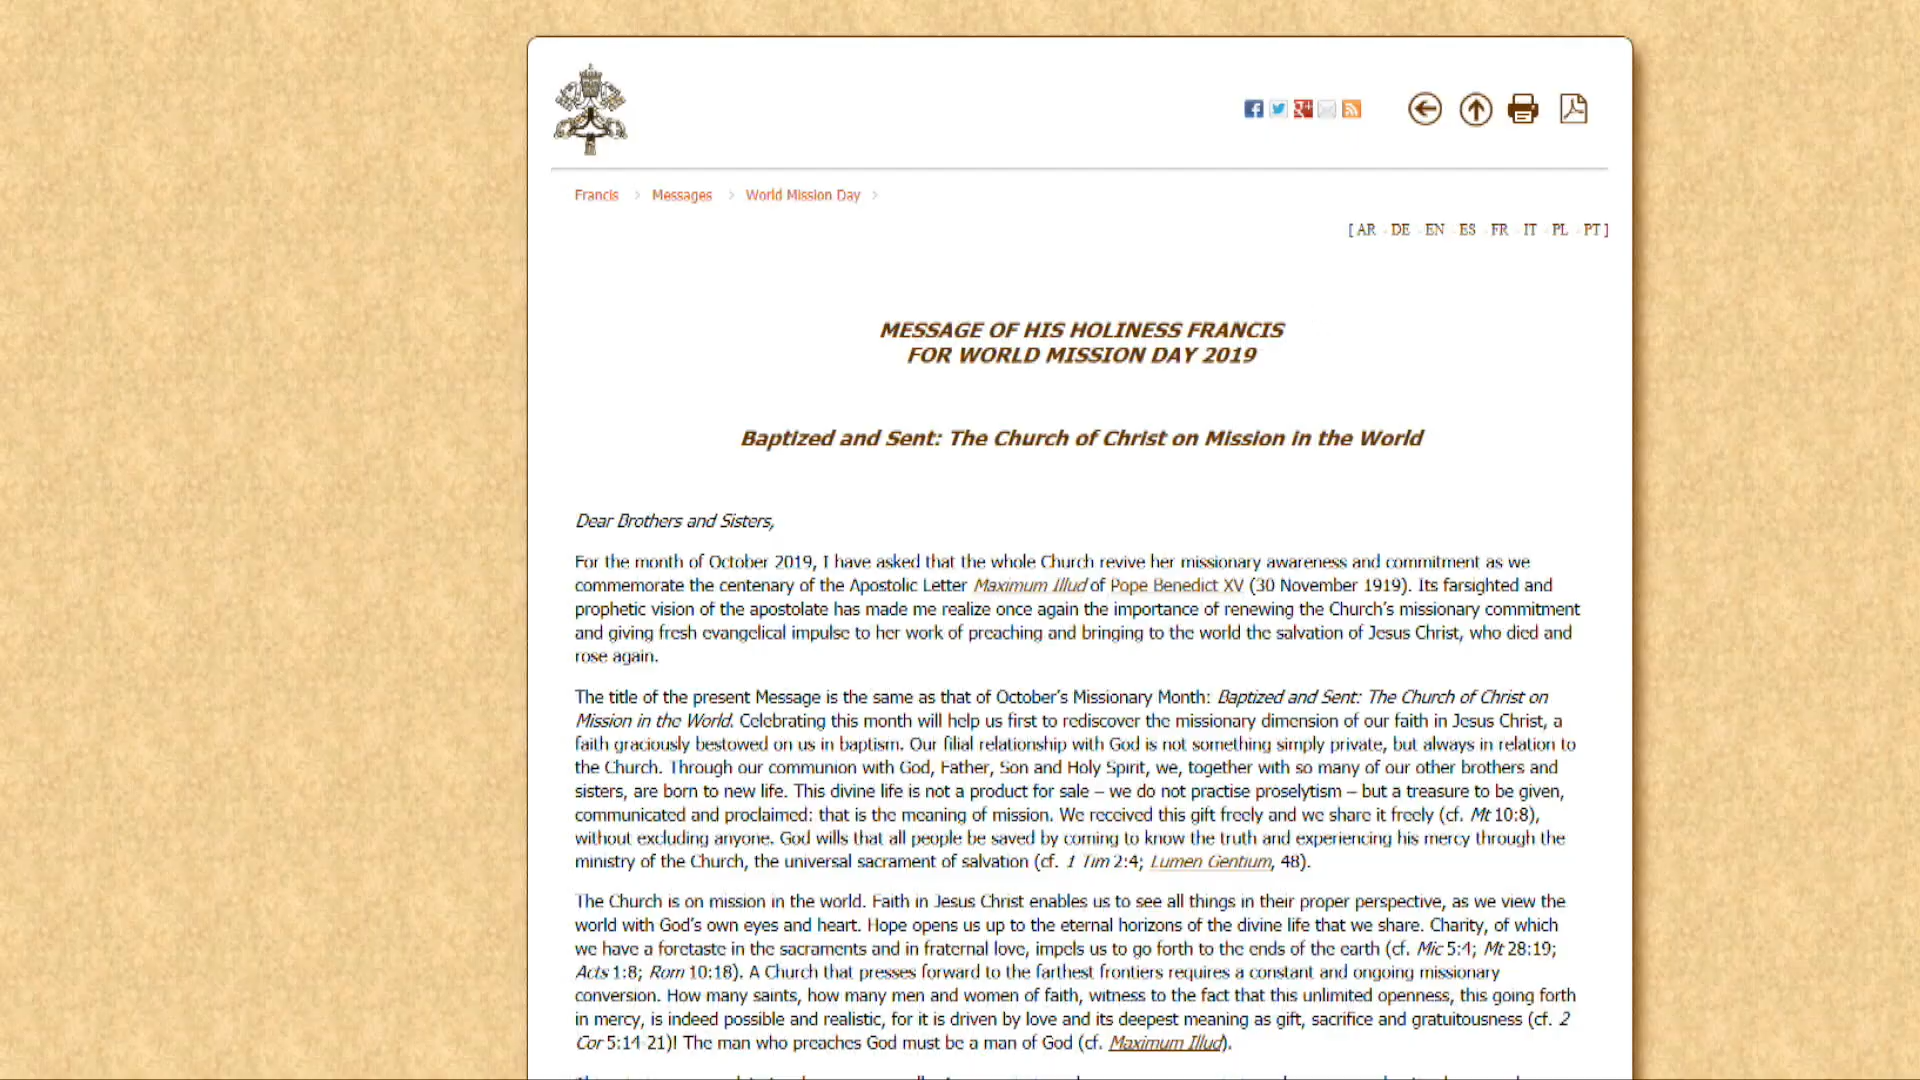 Francis > Messages > World Mission Day >
[ AR - DE - EN - ES - FR - IT - PL - PT ]
MESSAGE OF HIS HOLINESS FRANCIS
FOR WORLD MISSION DAY 2019
Baptized and Sent: The Church of Christ on Mission in the World
Dear Brothers and Sisters,
For the month of October 2019, I have asked that the whole Church revive her missionary awareness and commitment as we
commemorate the centenary of the Apostolic Letter Maximum Illud of Pope Benedict XV (30 November 1919). Its farsighted and
prophetic vision of the apostolate has made me realize once again the importance of renewing the Church's missionary commitment
and giving fresh evangelical impulse to her work of preaching and bringing to the world the salvation of Jesus Christ, who died and
rose again.
The title of the present Message is the same as that of October's Missionary Month: Baptized and Sent: The Church of Christ on
Mission in the World. Celebrating this month will help us first to rediscover the missionary dimension of our faith in Jesus Christ, a
faith graciously bestowed on us in baptism. Our filial relationship with God is not something simply private, but always in relation to
the Church. Through our communion with God, Father, Son and Holy Spirit, we, together with so many of our other brothers and
sisters, are born to new life. This divine life is not a product for sale – we do not practise proselytism – but a treasure to be given,
communicated and proclaimed: that is the meaning of mission. We received this gift freely and we share it freely (cf. Mt 10:8),
without excluding anyone. God wills that all people be saved by coming to know the truth and experiencing his mercy through the
ministry of the Church, the universal sacrament of salvation (cf. 1 Tim 2:4; Lumen Gentium, 48).
The Church is on mission in the world. Faith in Jesus Christ enables us to see all things in their proper perspective, as we view the
world with God's own eyes and heart. Hope opens us up to the eternal horizons of the divine life that we share. Charity, of which
we have a foretaste in the sacraments and in fraternal love, impels us to go forth to the ends of the earth (cf. Mic 5:4; Mt 28:19;
Acts 1:8; Rom 10:18). A Church that presses forward to the farthest frontiers requires a constant and ongoing missionary
conversion. How many saints, how many men and women of faith, witness to the fact that this unlimited openness, this going forth
in mercy, is indeed possible and realistic, for it is driven by love and its deepest meaning as gift, sacrifice and gratuitousness (cf. 2
Cor 5:14-21)! The man who preaches God must be a man of God (cf. Maximum Illud).